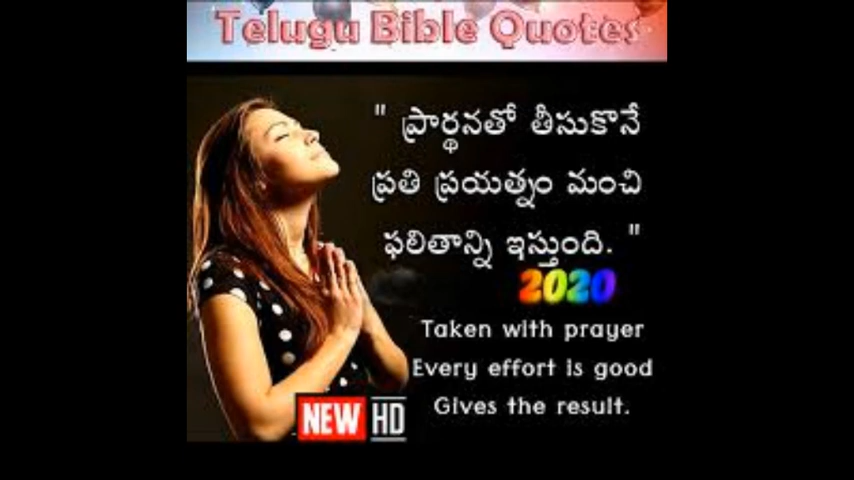 Telugu Bible Quotes
" ప్రార్థనతో తీసుకొనే
ప్రతి ప్రయత్నం మంచి
ఫలితాన్ని ఇస్తుంది. "
2020
Taken with prayer
Every effort is good
Gives the result.
NEW HD